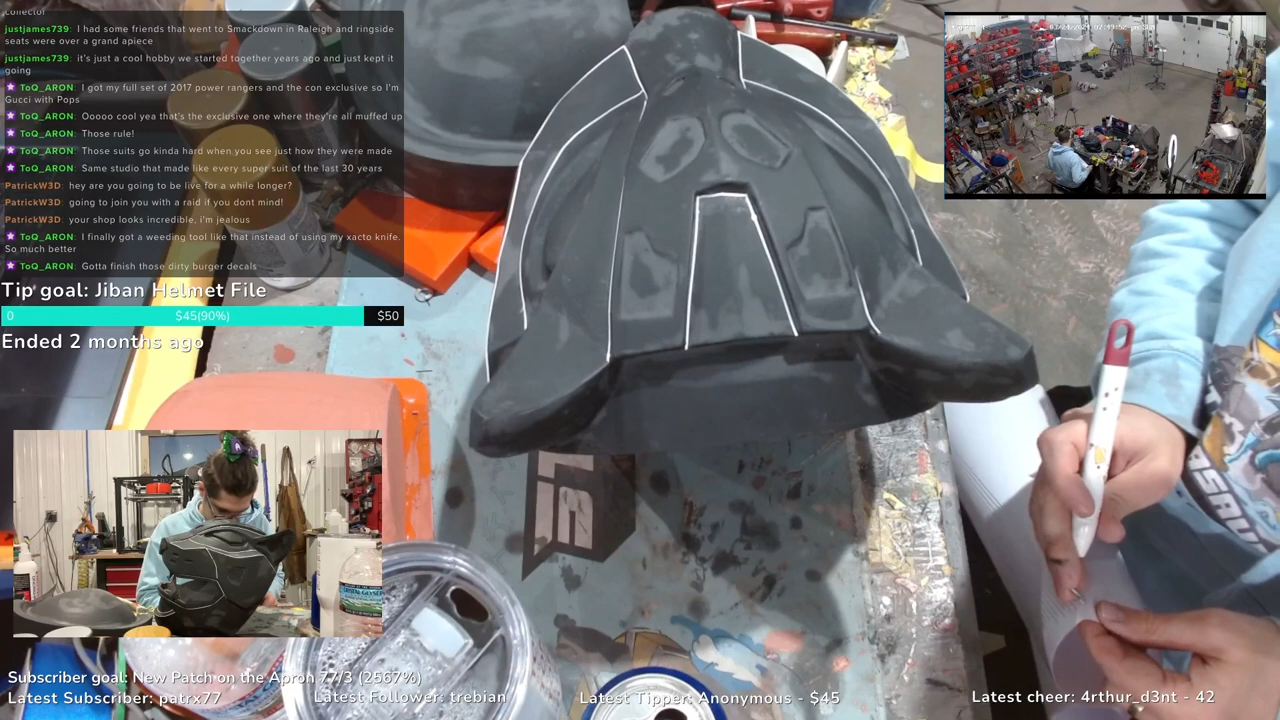 collector
justjames739: I had some friends that went to Smackdown in Raleigh and ringside
seats were over a grand apiece
justjames739: it's just a cool hobby we started together years ago and just kept it
going
ToQ_ARON: I got my full set of 2017 power rangers and the con exclusive so I'm
Gucci with Pops
ToQ_ARON: Ooooo cool yea that's the exclusive one where they're all muffed up
ToQ_ARON: Those rule!
ToQ_ARON: Those suits go kinda hard when you see just how they were made
ToQ_ARON: Same studio that made like every super suit of the last 30 years
PatrickW3D: hey are you going to be live for a while longer?
PatrickW3D: going to join you with a raid if you dont mind!
PatrickW3D: your shop looks incredible, i'm jealous
ToQ_ARON: I finally got a weeding tool like that instead of using my xacto knife.
So much better
ToQ_ARON: Gotta finish those dirty burger decals
Tip goal: Jiban Helmet File
0 $45(90%) $50
Ended 2 months ago
Subscriber goal: New Patch on the Apron 77/3 (2567%)
Latest Subscriber: patrx77
Latest Follower: trebian
Latest Tipper: Anonymous - $45
Latest cheer: 4rthur_d3nt - 42